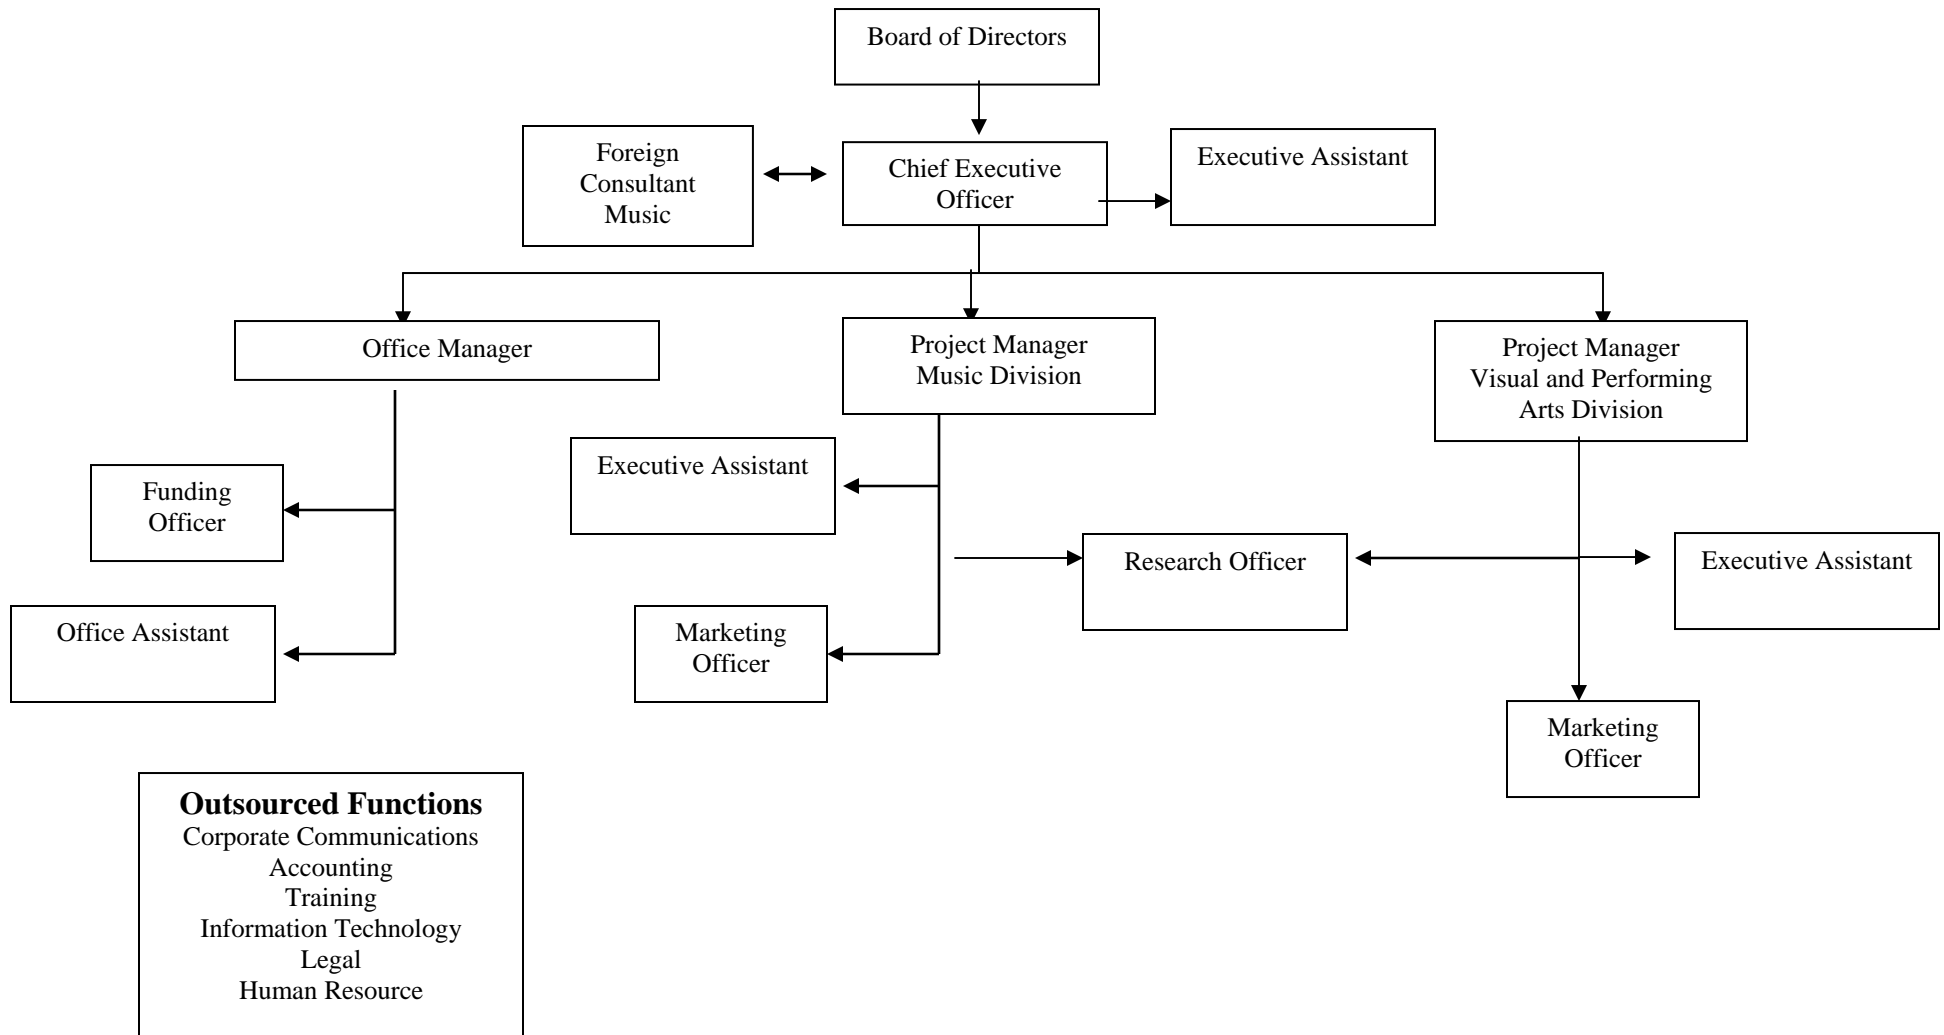 Board of Directors
Foreign
Consultant
Music
Chief Executive
Officer
Executive Assistant
Office Manager
Project Manager
Music Division
Project Manager
Visual and Performing
Arts Division
Executive Assistant
Funding
Officer
Research Officer
Executive Assistant
Office Assistant
Marketing
Officer
Marketing
Officer
Outsourced Functions
Corporate Communications
Accounting
Training
Information Technology
Legal
Human Resource